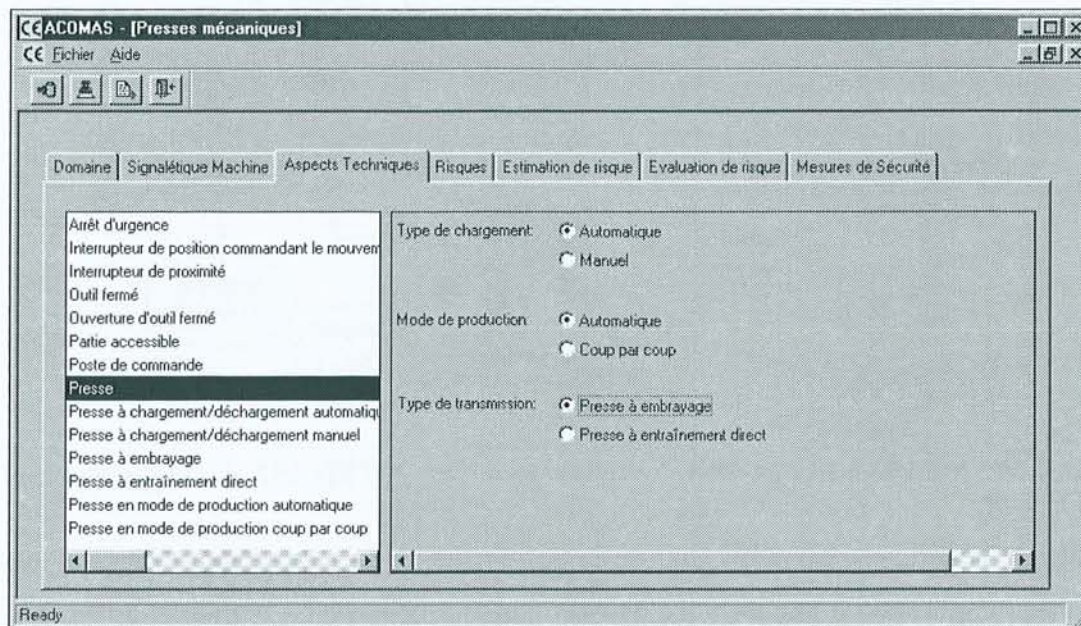 CE ACOMAS - [Presses mécaniques]
CE Fichier Aide
Domaine Signalétique Machine Aspects Techniques Risques Estimation de risque Evaluation de risque Mesures de Sécurité
Arrêt d'urgence
Interrupteur de position commandant le mouvem
Interrupteur de proximité
Outil fermé
Ouverture d'outil fermé
Partie accessible
Poste de commande
Presse
Presse à chargement/déchargement automatiqu
Presse à chargement/déchargement manuel
Presse à embrayage
Presse à entraînement direct
Presse en mode de production automatique
Presse en mode de production coup par coup
Type de chargement: Automatique
Manuel
Mode de production: Automatique
Coup par coup
Type de transmission: Presse à embrayage
Presse à entraînement direct
Ready